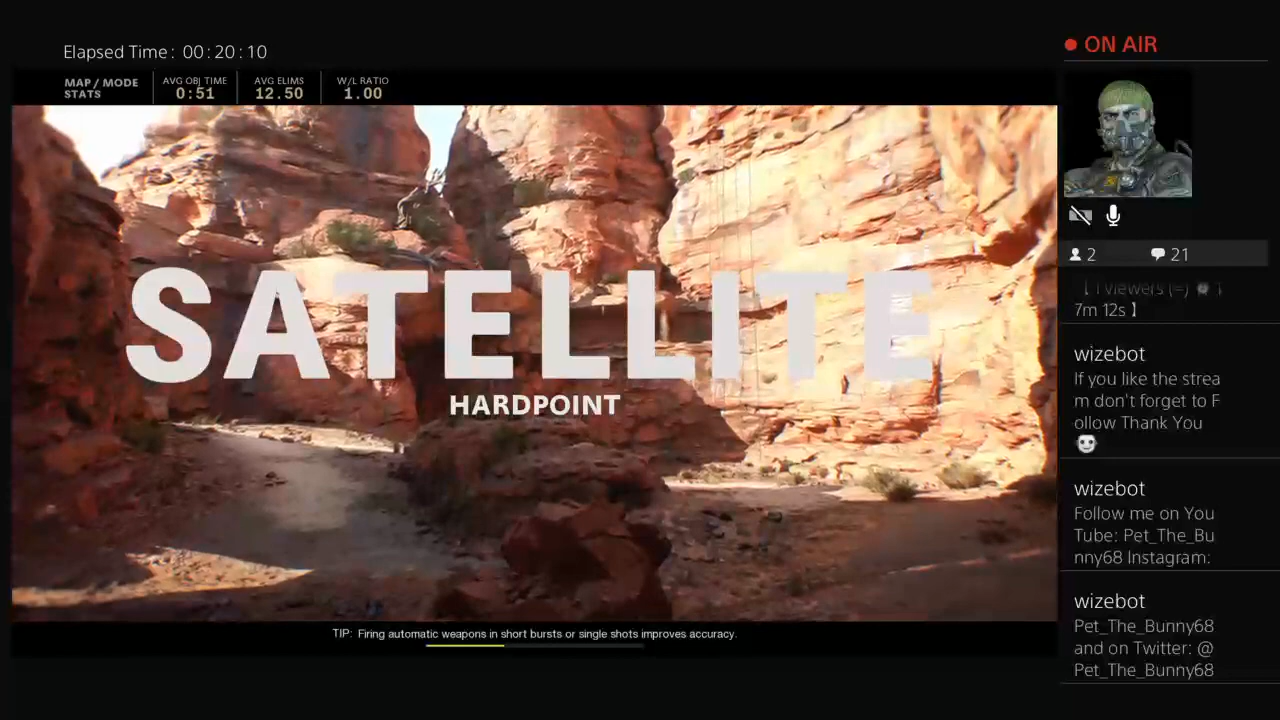 Elapsed Time: 00:20:10
ON AIR
MAP / MODE
STATS
AVG OBJ TIME
0:51
AVG ELIMS
12.50
W/L RATIO
1.00
SATELLITE
HARDPOINT
TIP: Firing automatic weapons in short bursts or single shots improves accuracy.
2
21
7m 12s】
wizebot
If you like the strea
m don't forget to F
ollow Thank You
wizebot
Follow me on You
Tube: Pet_The_Bu
nny68 Instagram:
wizebot
Pet_The_Bunny68
and on Twitter: @
Pet_The_Bunny68